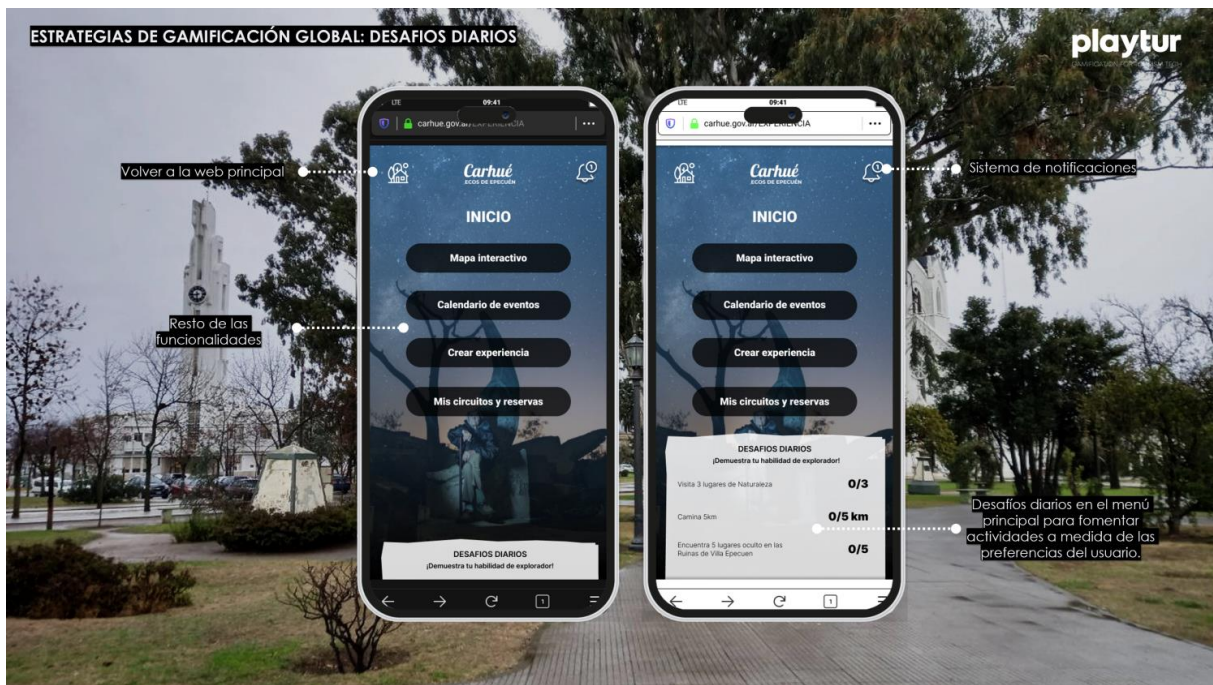 ESTRATEGIAS DE GAMIFICACIÓN GLOBAL: DESAFIOS DIARIOS
playtur
Volver a la web principal
Resto de las
funcionalidades
LTE
09:41
carhue.gov.ar/EXPERIENCIA
Carhué
ECOS DE EPECUÉN
1
INICIO
Mapa interactivo
Calendario de eventos
Crear experiencia
Mis circuitos y reservas
DESAFIOS DIARIOS
¡Demuestra tu habilidad de explorador!
1
LTE
09:41
carhue.gov.ar/EXPERIENCIA
Carhué
ECOS DE EPECUÉN
1
INICIO
Mapa interactivo
Calendario de eventos
Crear experiencia
Mis circuitos y reservas
DESAFIOS DIARIOS
¡Demuestra tu habilidad de explorador!
Visita 3 lugares de Naturaleza 0/3
Camina 5km 0/5 km
Encuentra 5 lugares oculto en las
Ruinas de Villa Epecuen 0/5
1
Sistema de notificaciones
Desafíos diarios en el menú
principal para fomentar
actividades a medida de las
preferencias del usuario.